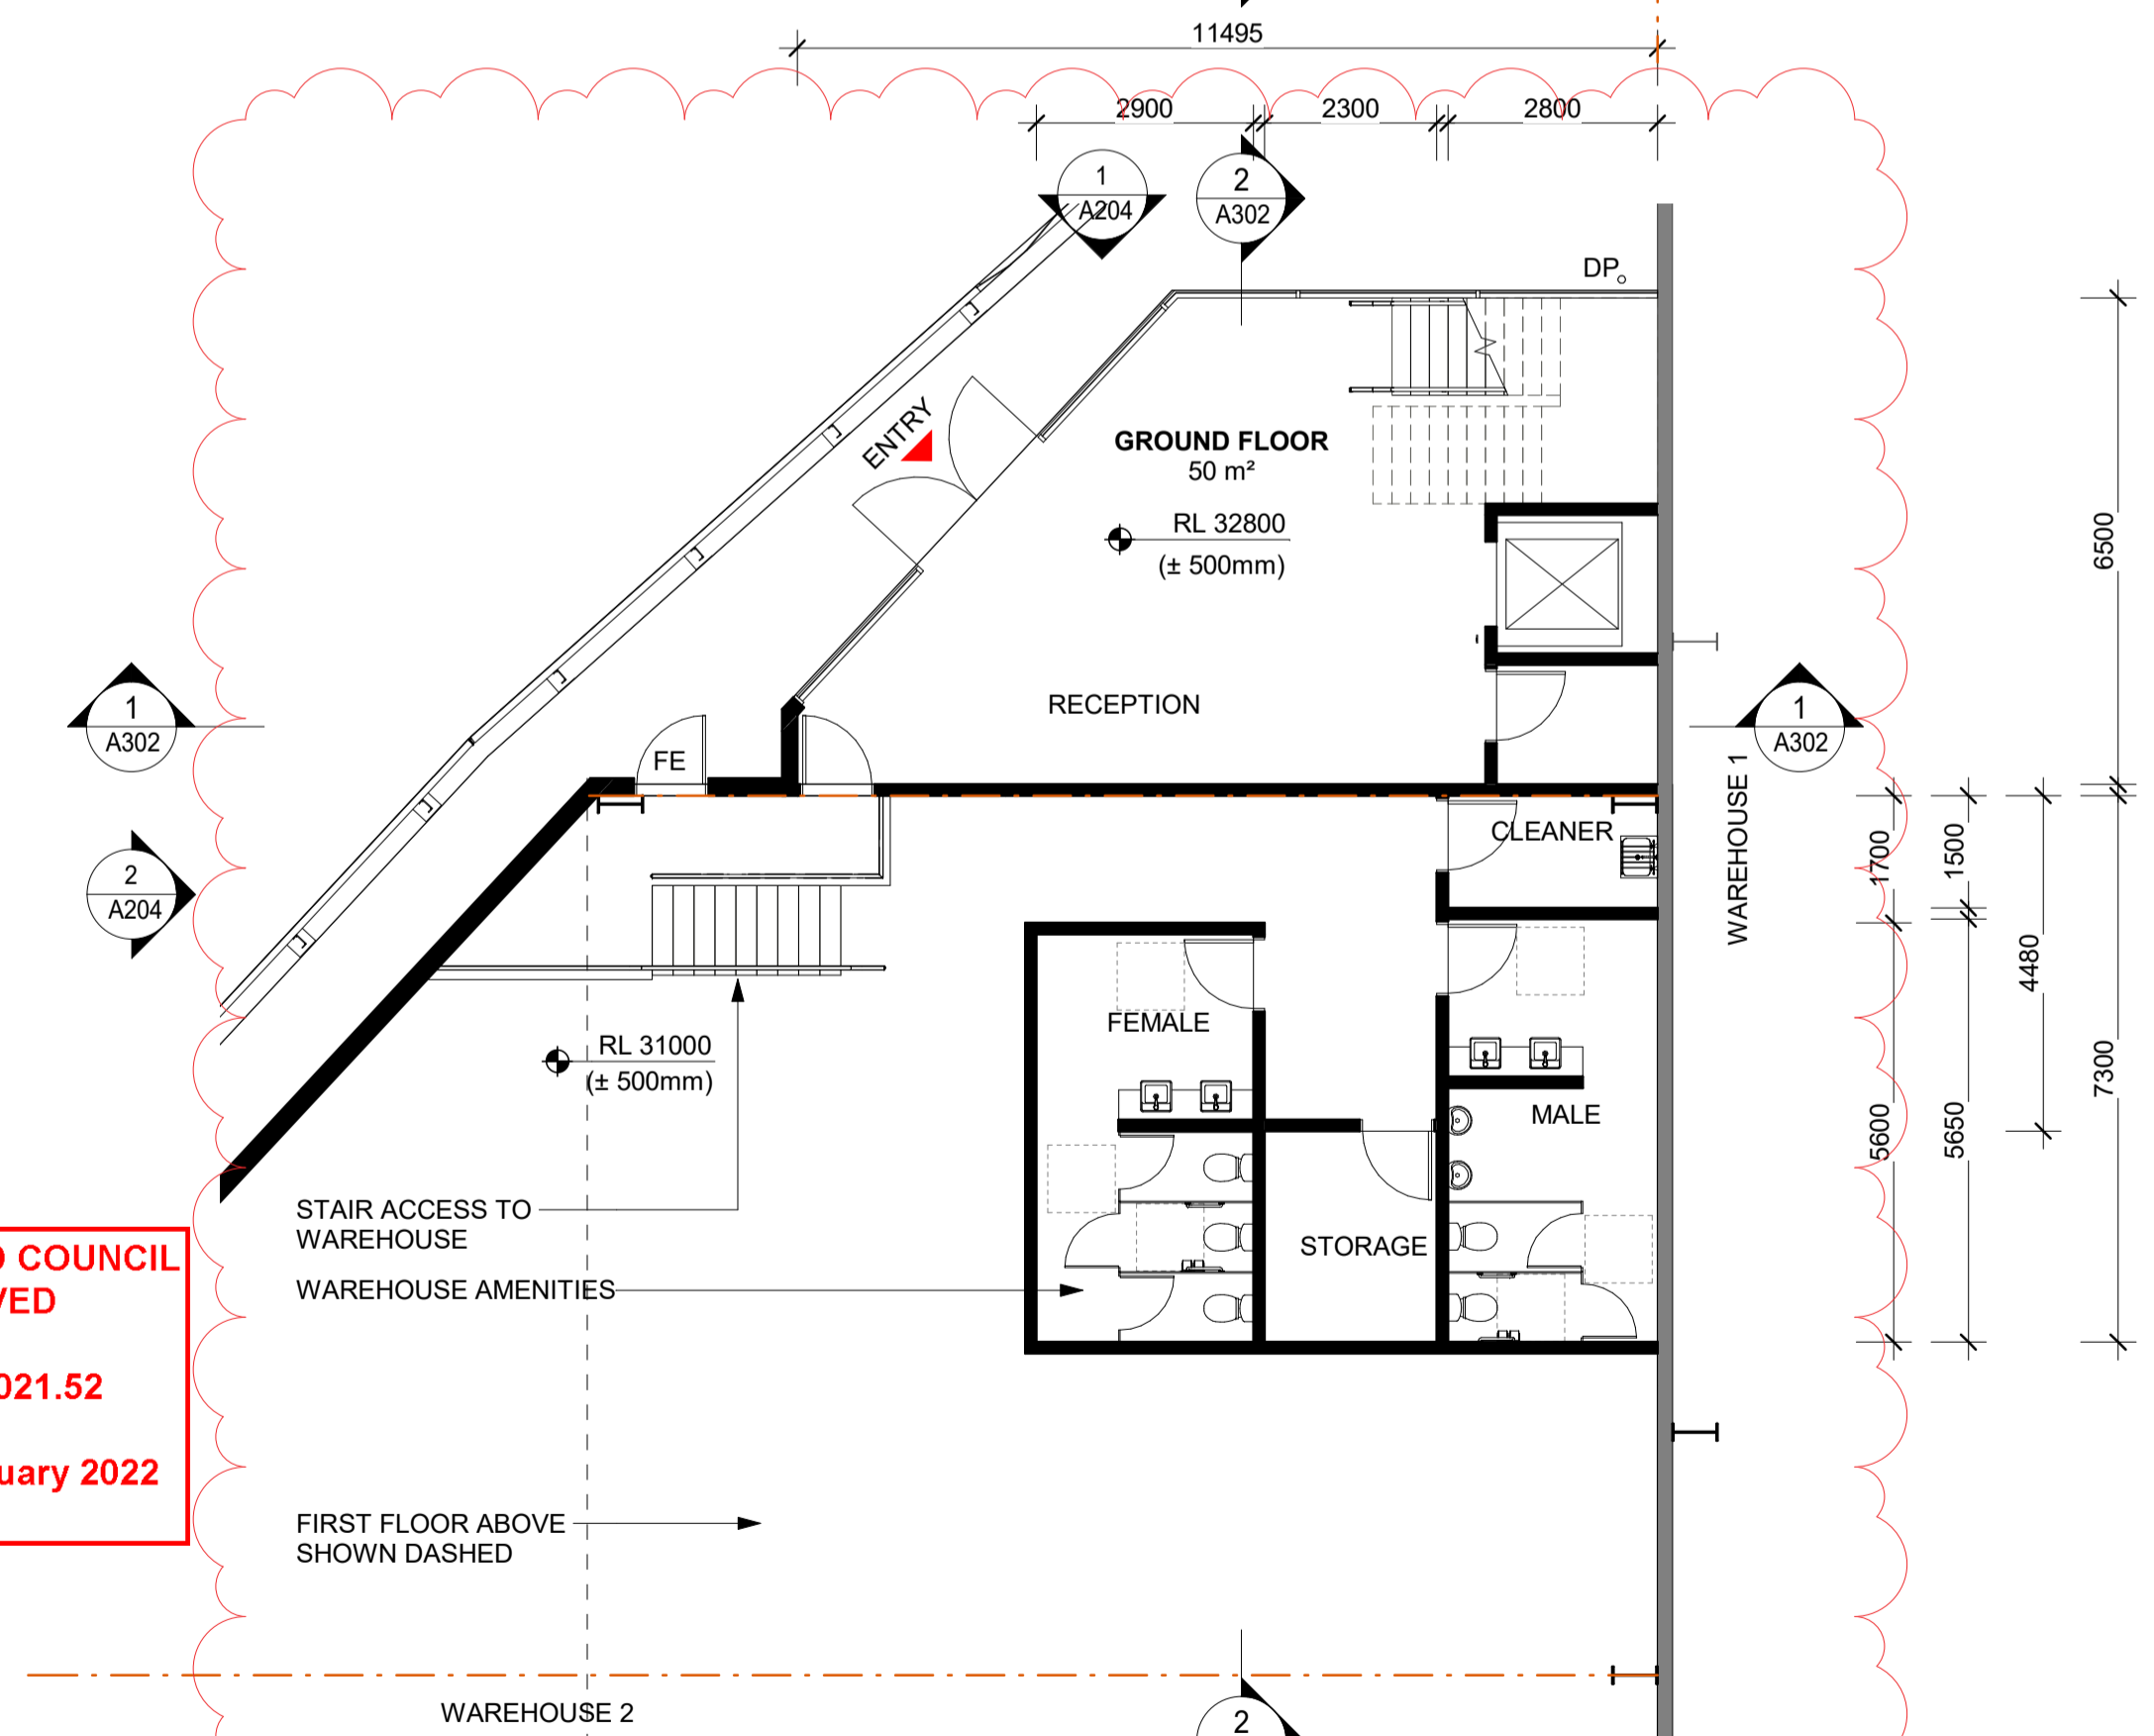 11495
2900
2300
2800
1
A204
2
A302
DP
ENTRY
GROUND FLOOR
50 m²
RL 32800
(± 500mm)
6500
RECEPTION
1
A302
FE
1
A302
WAREHOUSE 1
CLEANER
1700
1500
2
A204
4480
FEMALE
RL 31000
(± 500mm)
7300
MALE
5600
5650
STAIR ACCESS TO
WAREHOUSE
STORAGE
WAREHOUSE AMENITIES
COUNCIL
021.52
2022
FIRST FLOOR ABOVE
SHOWN DASHED
WAREHOUSE 2
2